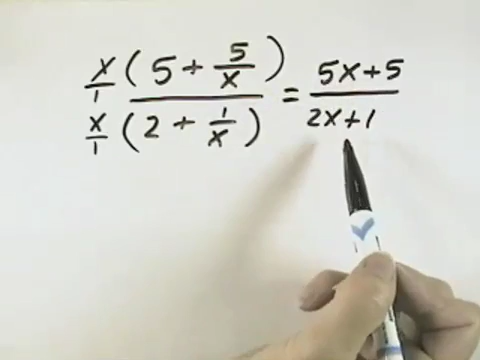 x/1 (5 + 5/x) = 5x+5
x/1 (2 + 1/x) 2x+1